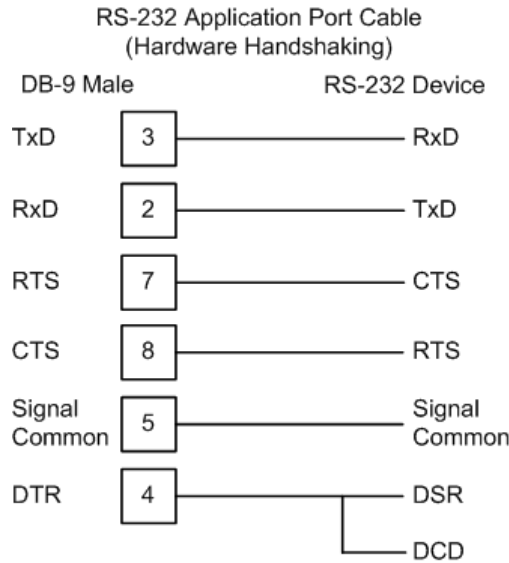 RS-232 Application Port Cable
(Hardware Handshaking)
DB-9 Male RS-232 Device
TxD 3 RxD
RxD 2 TxD
RTS 7 CTS
CTS 8 RTS
Signal
Common 5 Signal
Common
DTR 4 DSR
DCD